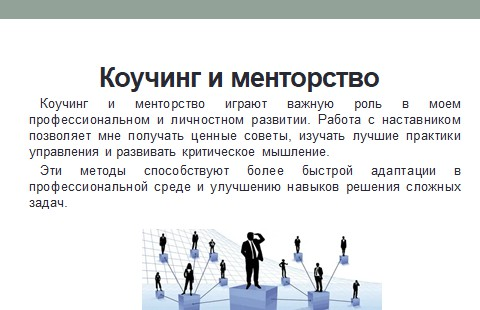 Коучинг и менторство
Коучинг и менторство играют важную роль в моем
профессиональном и личностном развитии. Работа с наставником
позволяет мне получать ценные советы, изучать лучшие практики
управления и развивать критическое мышление.
Эти методы способствуют более быстрой адаптации в
профессиональной среде и улучшению навыков решения сложных
задач.